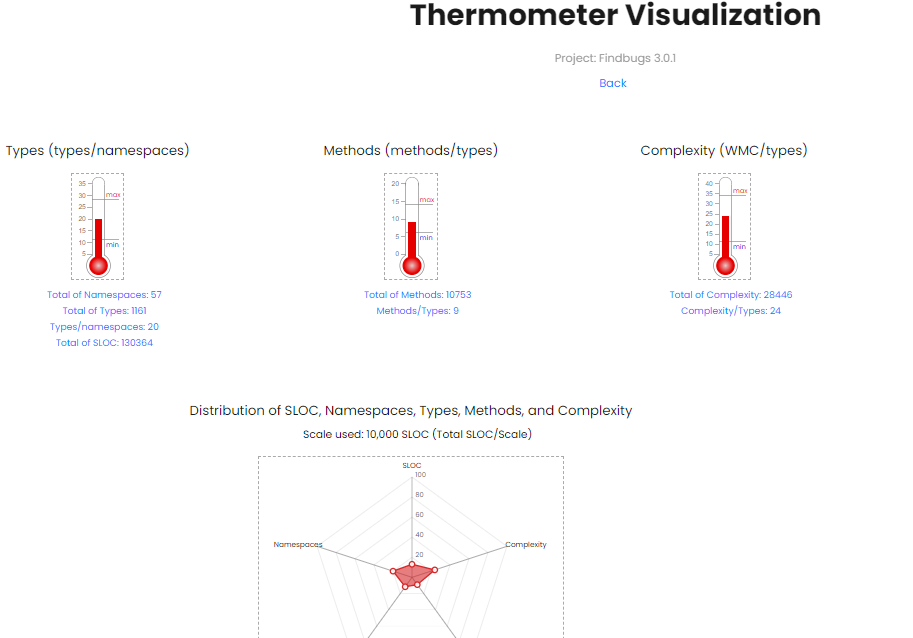 Thermometer Visualization
Project: Findbugs 3.0.1
Back
Types (types/namespaces)
35
30
25
20
15
10
5
max
min
Total of Namespaces: 57
Total of Types: 1161
Types/namespaces: 20
Total of SLOC: 130364
Methods (methods/types)
20
15
10
5
0
max
min
Total of Methods: 10753
Methods/Types: 9
Complexity (WMC/types)
40
35
30
25
20
15
10
5
max
min
Total of Complexity: 28446
Complexity/Types: 24
Distribution of SLOC, Namespaces, Types, Methods, and Complexity
Scale used: 10,000 SLOC (Total SLOC/Scale)
SLOC
100
80
60
40
20
Namespaces
Complexity